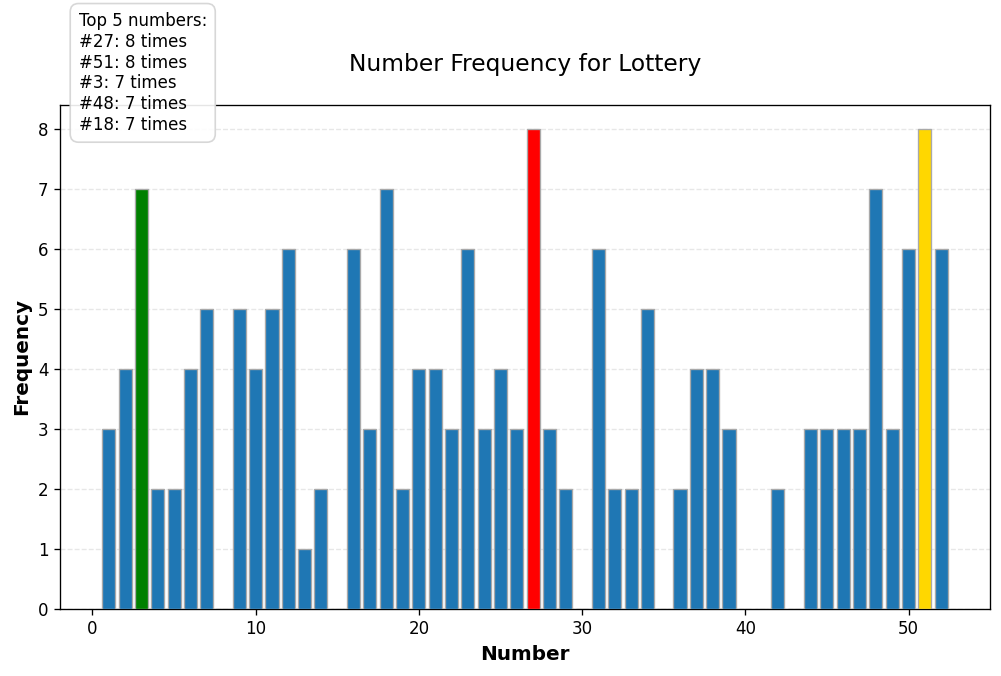 Top 5 numbers:
#27: 8 times
#51: 8 times
#3: 7 times
#48: 7 times
#18: 7 times
Number Frequency for Lottery
8
7
6
5
4
3
2
1
0
Frequency
0 10 20 30 40 50
Number